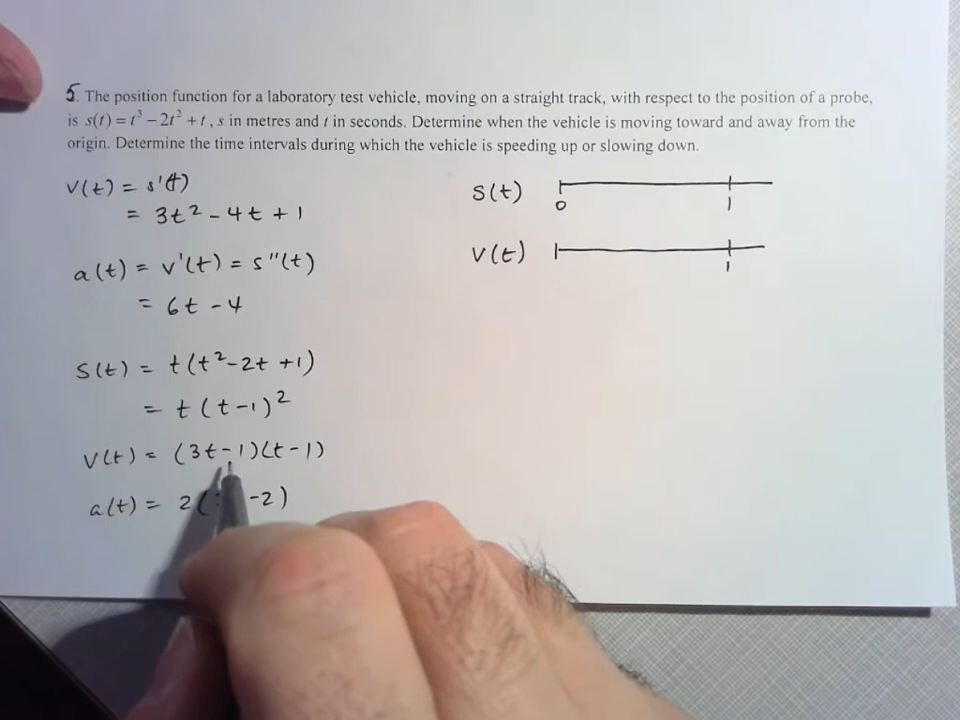 5. The position function for a laboratory test vehicle, moving on a straight track, with respect to the position of a probe,
is s(t) = t³ − 2t² + t, s in metres and t in seconds. Determine when the vehicle is moving toward and away from the
origin. Determine the time intervals during which the vehicle is speeding up or slowing down.
V(t) = s'(t)
= 3t² - 4t + 1
a(t) = v'(t) = s"(t)
= 6t - 4
S(t) = t(t² - 2t + 1)
= t(t-1)²
V(t) = (3t-1)(t-1)
a(t) = 2( -2)
S(t)
0 1
V(t)
1